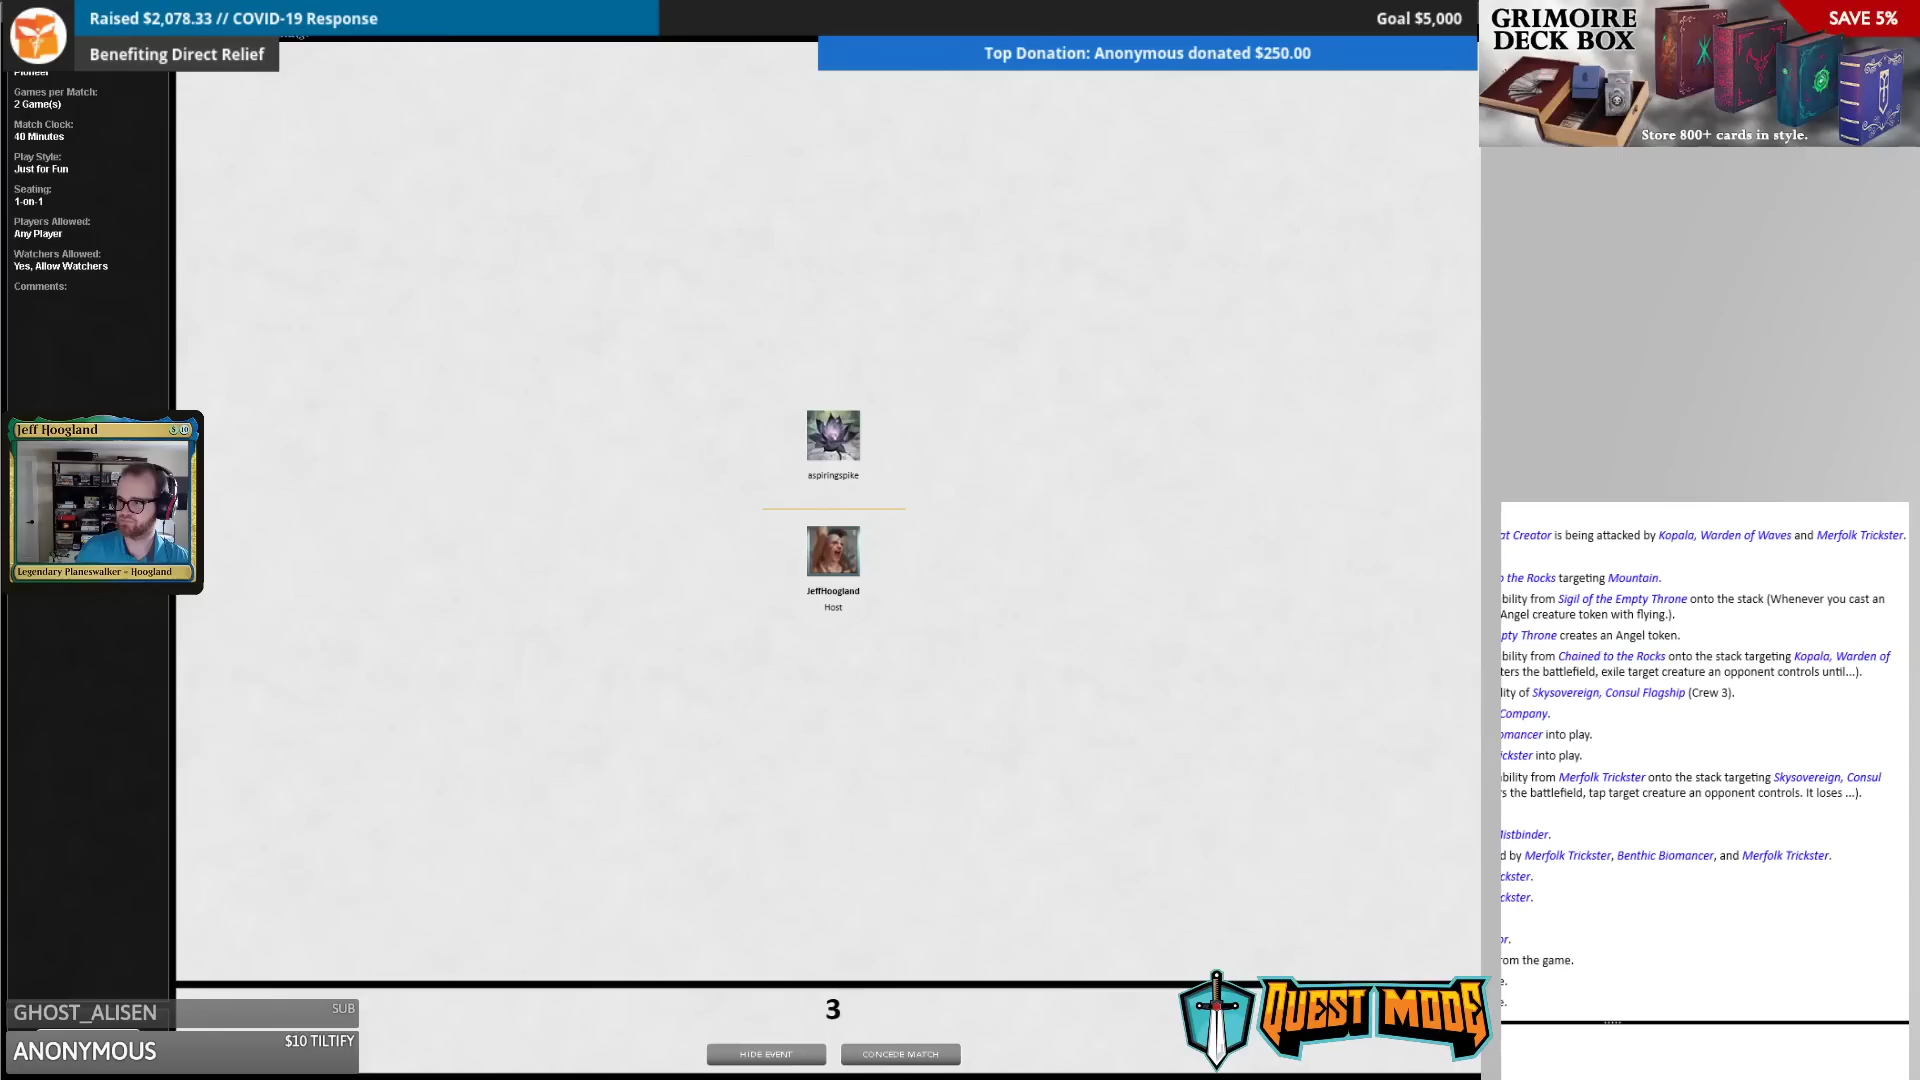 Raised $2,078.33 // COVID-19 Response
Goal $5,000
Benefiting Direct Relief
Top Donation: Anonymous donated $250.00
GRIMOIRE
DECK BOX
SAVE 5%
Store 800+ cards in style.
Pioneer
Games per Match:
2 Game(s)
Match Clock:
40 Minutes
Play Style:
Just for Fun
Seating:
1-on-1
Players Allowed:
Any Player
Watchers Allowed:
Yes, Allow Watchers
Comments:
Jeff Hoogland
Legendary Planeswalker - Hoogland
aspiringspike
JeffHoogland
Host
at Creator is being attacked by Kopala, Warden of Waves and Merfolk Trickster.
o the Rocks targeting Mountain.
bility from Sigil of the Empty Throne onto the stack (Whenever you cast an
Angel creature token with flying.).
pty Throne creates an Angel token.
bility from Chained to the Rocks onto the stack targeting Kopala, Warden of
ters the battlefield, exile target creature an opponent controls until...).
lity of Skysovereign, Consul Flagship (Crew 3).
Company.
omancer into play.
ickster into play.
bility from Merfolk Trickster onto the stack targeting Skysovereign, Consul
's the battlefield, tap target creature an opponent controls. It loses ...).
Mistbinder.
d by Merfolk Trickster, Benthic Biomancer, and Merfolk Trickster.
ickster.
ickster.
or.
om the game.
e.
e.
GHOST_ALISEN
SUB
ANONYMOUS
$10 TILTIFY
3
HIDE EVENT
CONCEDE MATCH
QUEST MODE